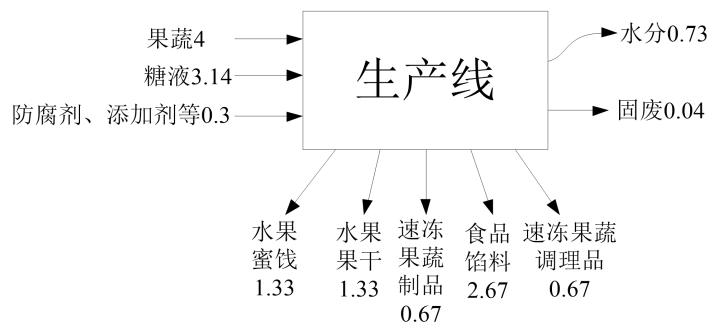 果蔬4
糖液3.14
防腐剂、添加剂等0.3
生产线
水分0.73
固废0.04
水果
蜜饯
1.33
水果
果干
1.33
速冻
果蔬
制品
0.67
食品
馅料
2.67
速冻果蔬
调理品
0.67